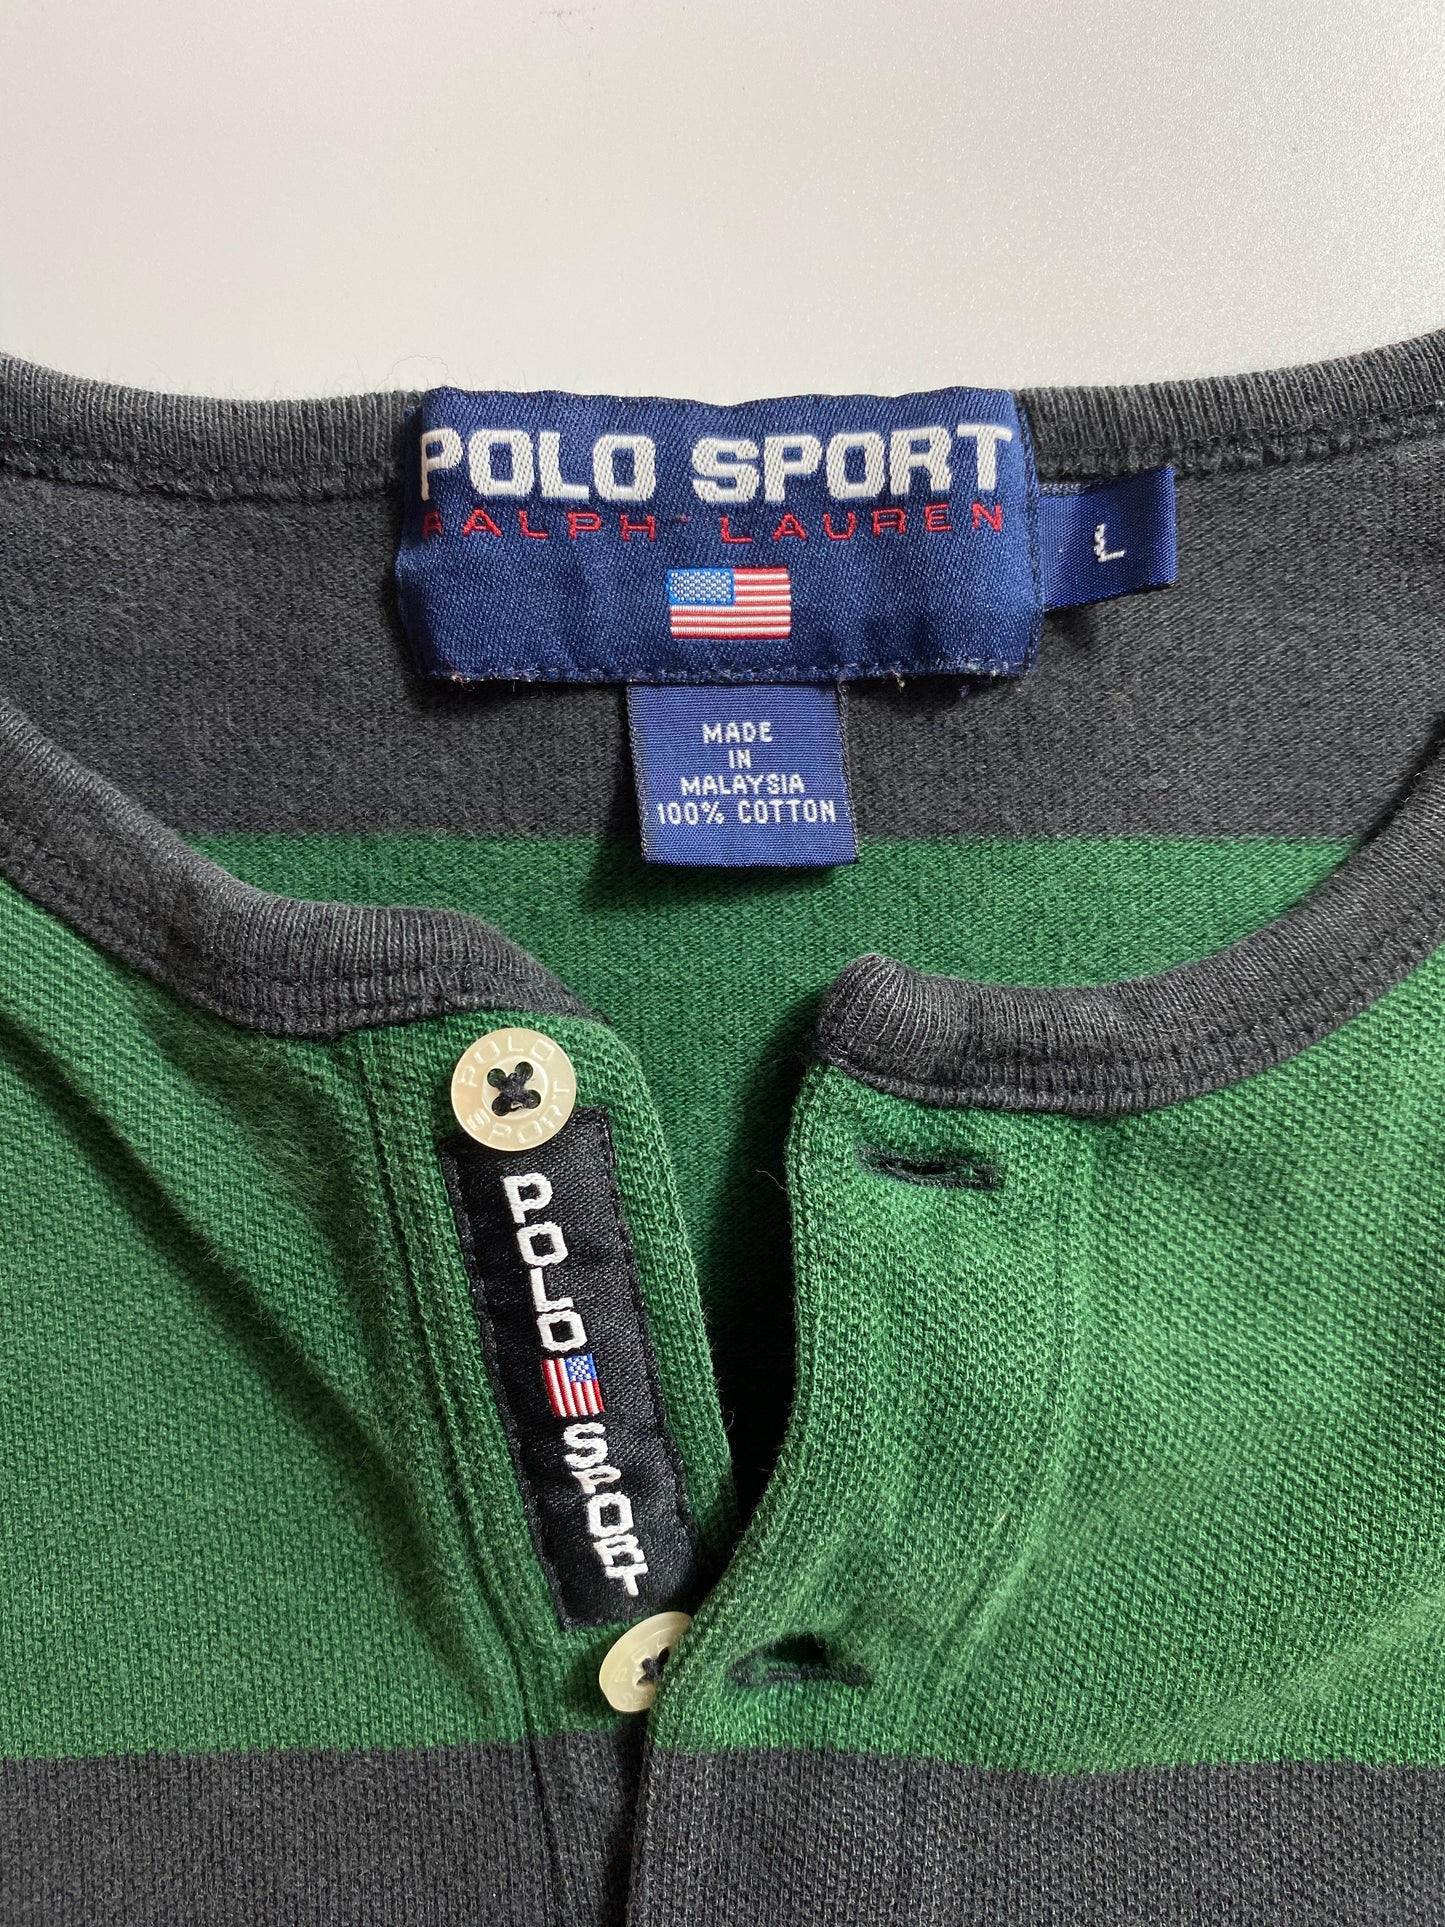 POLO SPORT
RALPH LAUREN
L
MADE
IN
MALAYSIA
100% COTTON
POLO
SPORT
POLO SPORT